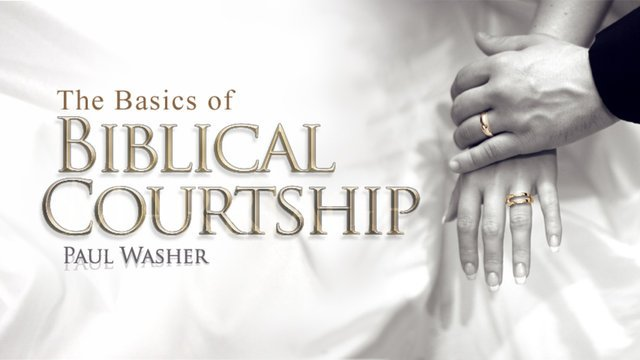 The Basics of
BIBLICAL
COURTSHIP
PAUL WASHER